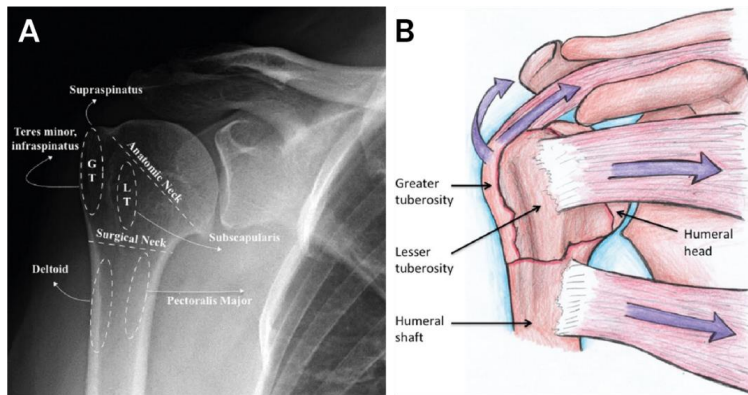 A
Supraspinatus
Teres minor,
infraspinatus
G
T
L
T
Anatomic Neck
Surgical Neck
Subscapularis
Deltoid
Pectoralis Major
B
Greater
tuberosity
Lesser
tuberosity
Humeral
head
Humeral
shaft